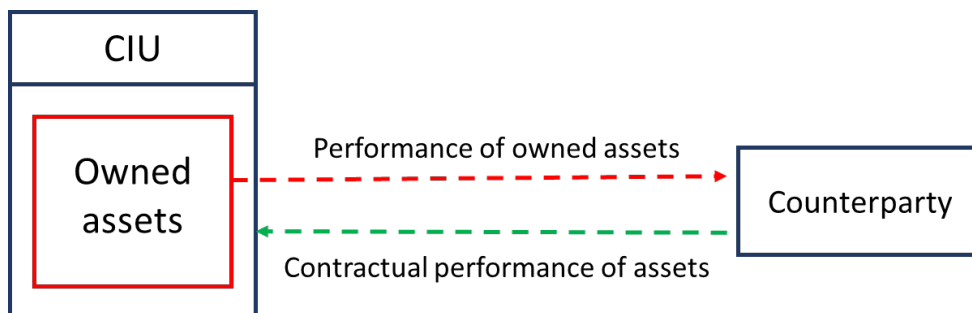 CIU
Owned
assets
Performance of owned assets
Contractual performance of assets
Counterparty